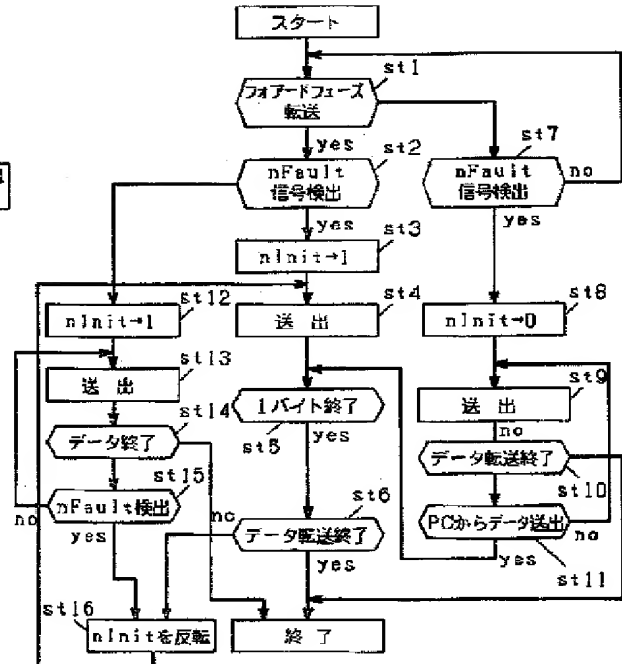 スタート
st1
フォアードフェーズ
転送
yes
st2
st7
nFault
信号検出
nFault
信号検出
no
yes
st3
yes
nInit→1
st12
st4
st8
nInit→1
送 出
nInit→0
st13
st9
送 出
送 出
no
st14
1バイト終了
データ終了
st5
yes
データ転送終了
st10
st15
nFault検出
no
yes
no
st6
データ転送終了
yes
PCからデータ送出
no
yes
st11
st16
nInitを反転
終 了